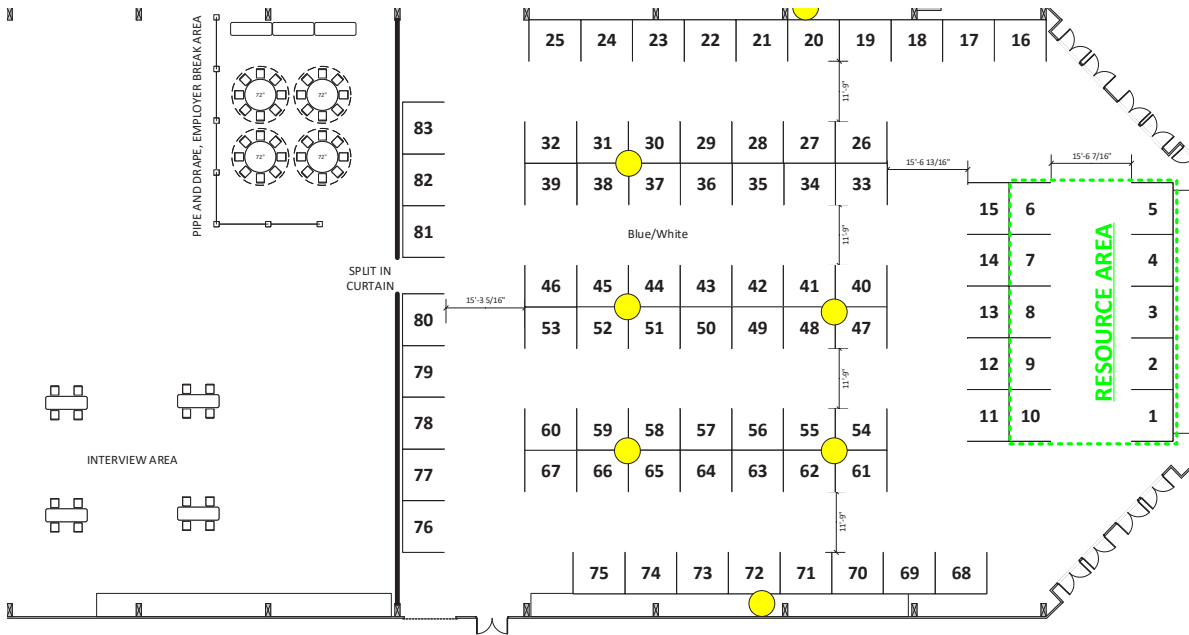 PIPE AND DRAPE, EMPLOYER BREAK AREA
72" 72"
72" 72"
25 24 23 22 21 20 19 18 17 16
11'-9"
83
82
81
SPLIT IN
CURTAIN
80
79
78
77
76
15'-3 5/16"
32 31 30 29 28 27 26
39 38 37 36 35 34 33
15'-6 13/16"
15'-6 7/16"
Blue/White
11'-9"
46 45 44 43 42 41 40
53 52 51 50 49 48 47
11'-9"
60 59 58 57 56 55 54
67 66 65 64 63 62 61
11'-9"
75 74 73 72 71 70 69 68
15 6 5
14 7 4
13 8 3
12 9 2
11 10 1
RESOURCE AREA
INTERVIEW AREA